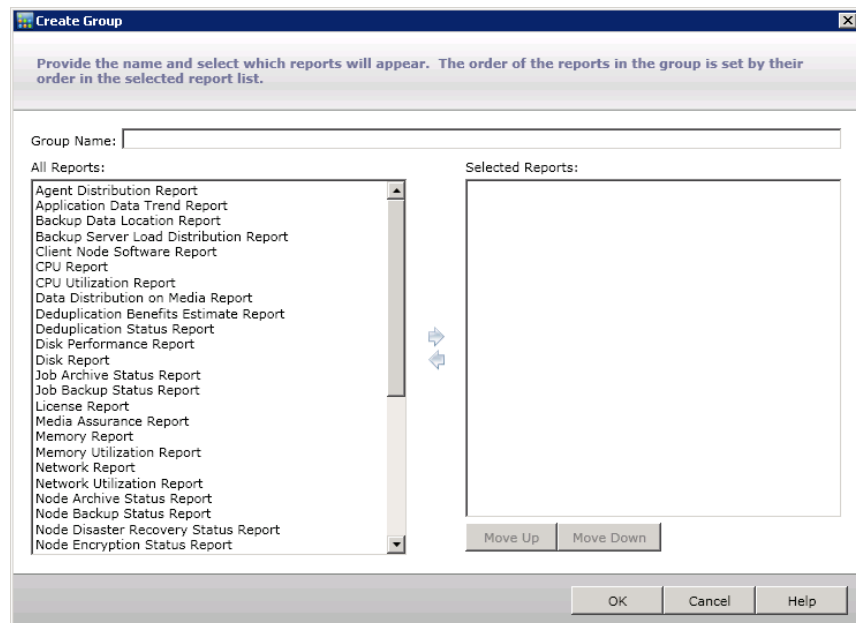 Create Group
Provide the name and select which reports will appear. The order of the reports in the group is set by their
order in the selected report list.
Group Name:
All Reports:
Selected Reports:
Agent Distribution Report
Application Data Trend Report
Backup Data Location Report
Backup Server Load Distribution Report
Client Node Software Report
CPU Report
CPU Utilization Report
Data Distribution on Media Report
Deduplication Benefits Estimate Report
Deduplication Status Report
Disk Performance Report
Disk Report
Job Archive Status Report
Job Backup Status Report
License Report
Media Assurance Report
Memory Report
Memory Utilization Report
Network Report
Network Utilization Report
Node Archive Status Report
Node Backup Status Report
Node Disaster Recovery Status Report
Node Encryption Status Report
Move Up
Move Down
OK
Cancel
Help